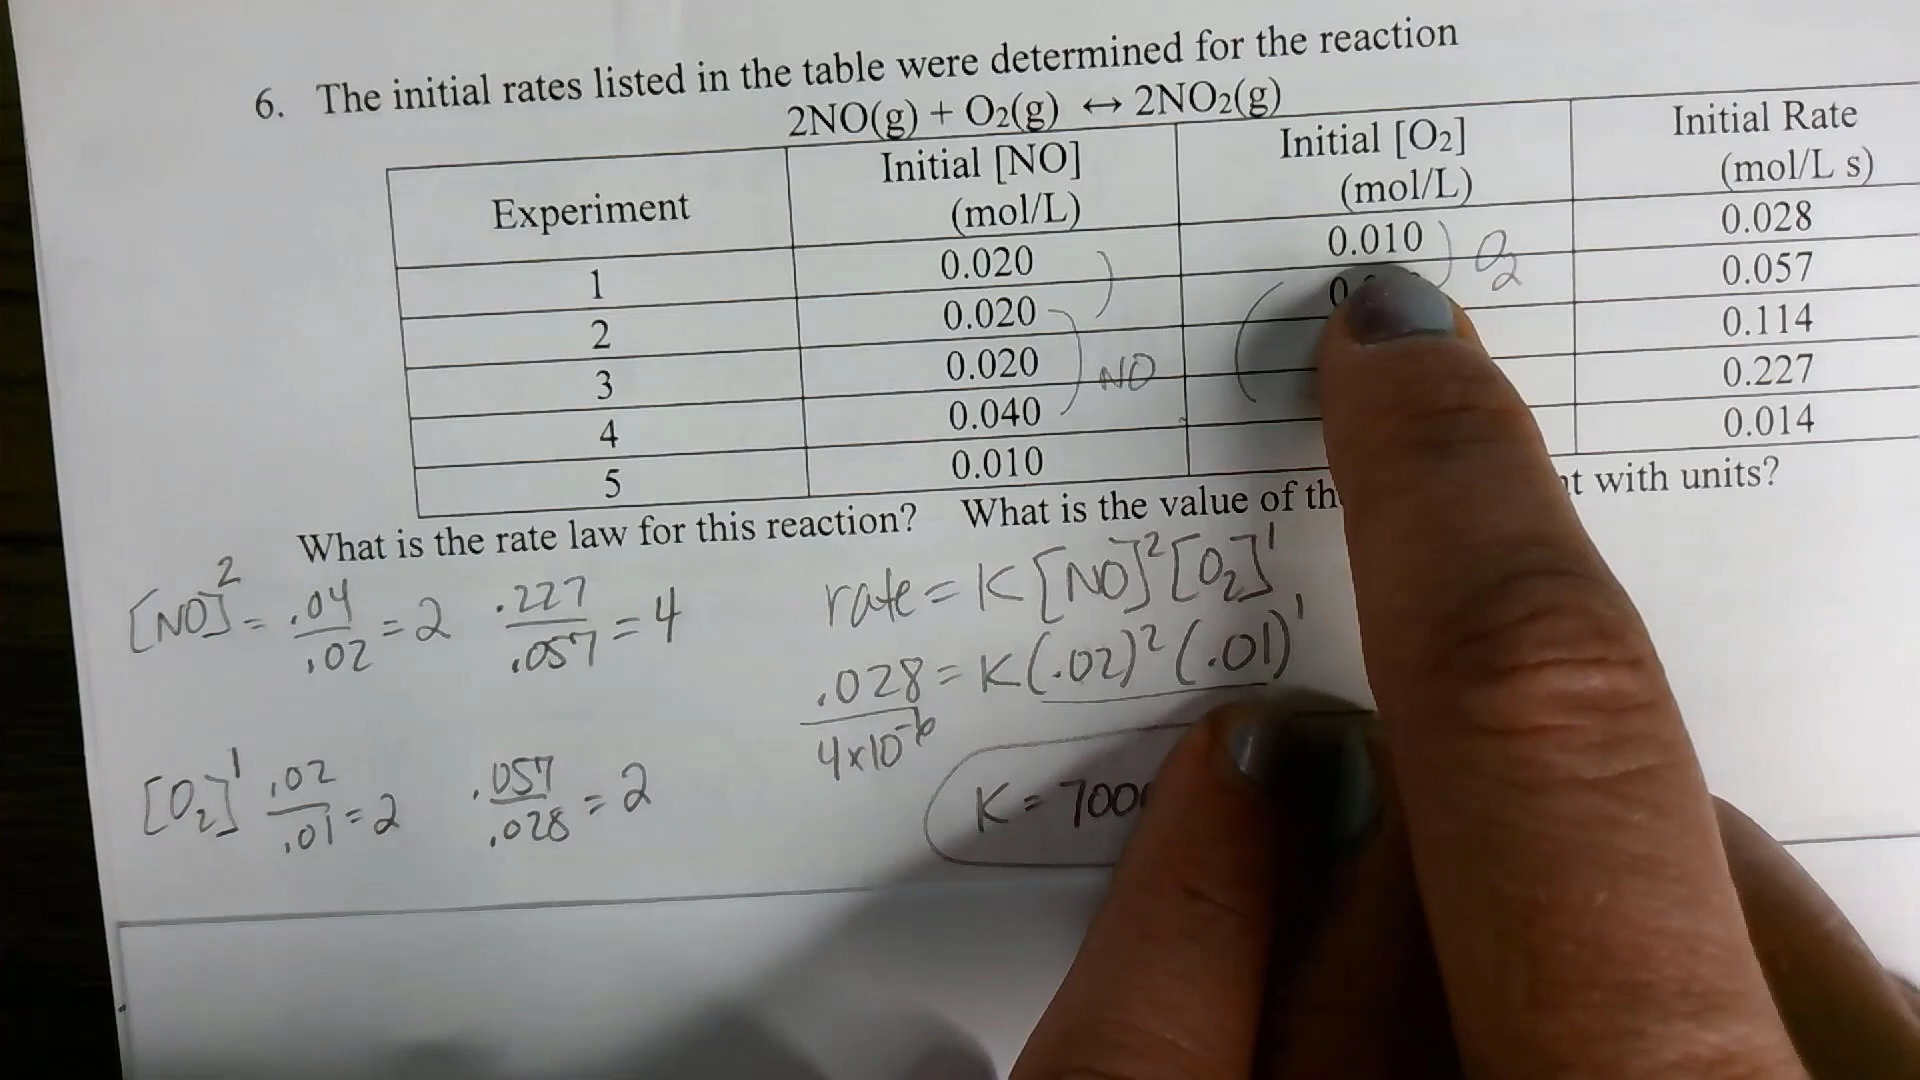 6. The initial rates listed in the table were determined for the reaction
2NO(g) + O₂(g) ↔ 2NO₂(g)
Experiment Initial [NO] (mol/L) Initial [O₂] (mol/L) Initial Rate (mol/L s)
1 0.020 0.010 0.028
2 0.020 0.057
3 0.020 0.114
4 0.040 0.227
5 0.010 0.014
O₂
NO
What is the rate law for this reaction? What is the value of with units?
[NO]² = .04/.02 = 2 .227/.057 = 4
rate = K[NO]²[O₂]¹
.028 = K(.02)²(.01)¹
4x10⁻⁶
[O₂]¹ .02/.01 = 2 .057/.028 = 2
K = 700